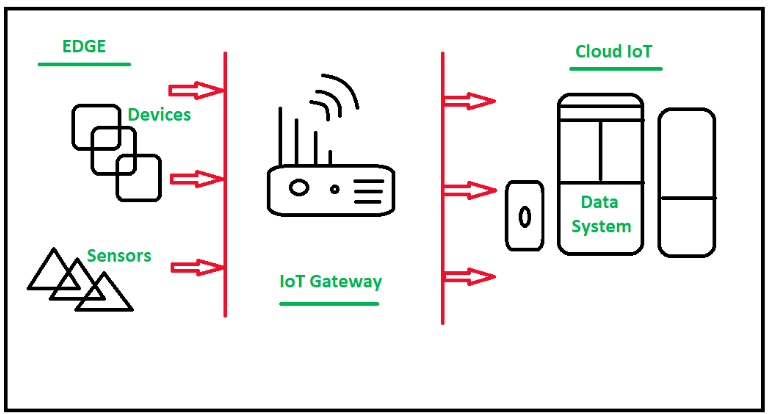 EDGE
Devices
Sensors
IoT Gateway
Cloud IoT
Data
System